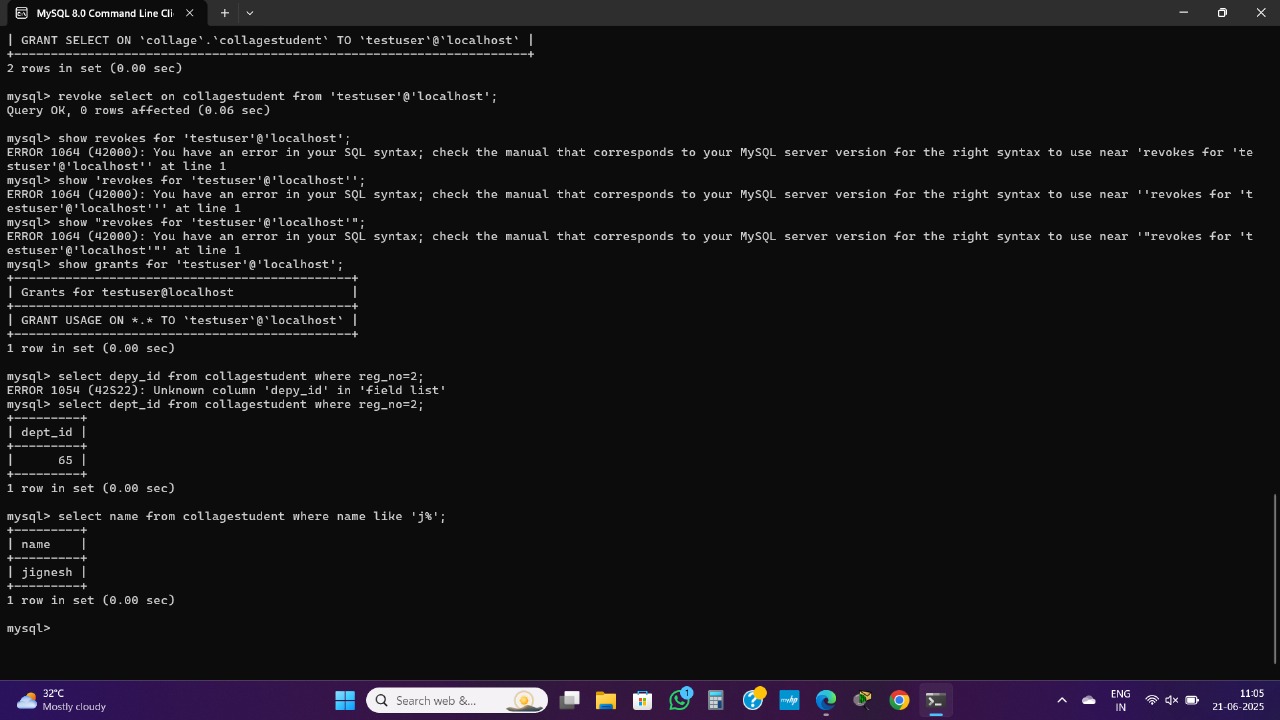 MySQL 8.0 Command Line Cli
| GRANT SELECT ON `collage`.`collagestudent` TO `testuser`@`localhost` |
+----------------------------------------------------------------------+
2 rows in set (0.00 sec)
mysql> revoke select on collagestudent from 'testuser'@'localhost';
Query OK, 0 rows affected (0.06 sec)
mysql> show revokes for 'testuser'@'localhost';
ERROR 1064 (42000): You have an error in your SQL syntax; check the manual that corresponds to your MySQL server version for the right syntax to use near 'revokes for 'te
stuser'@'localhost'' at line 1
mysql> show 'revokes for 'testuser'@'localhost'';
ERROR 1064 (42000): You have an error in your SQL syntax; check the manual that corresponds to your MySQL server version for the right syntax to use near ''revokes for 't
estuser'@'localhost''' at line 1
mysql> show "revokes for 'testuser'@'localhost'";
ERROR 1064 (42000): You have an error in your SQL syntax; check the manual that corresponds to your MySQL server version for the right syntax to use near '"revokes for 't
estuser'@'localhost'"' at line 1
mysql> show grants for 'testuser'@'localhost';
+----------------------------------------------+
| Grants for testuser@localhost                |
+----------------------------------------------+
| GRANT USAGE ON *.* TO `testuser`@`localhost` |
+----------------------------------------------+
1 row in set (0.00 sec)
mysql> select depy_id from collagestudent where reg_no=2;
ERROR 1054 (42S22): Unknown column 'depy_id' in 'field list'
mysql> select dept_id from collagestudent where reg_no=2;
+---------+
| dept_id |
+---------+
|      65 |
+---------+
1 row in set (0.00 sec)
mysql> select name from collagestudent where name like 'j%';
+---------+
| name    |
+---------+
| jignesh |
+---------+
1 row in set (0.00 sec)
mysql>
32°C
Mostly cloudy
Search web &...
1
myhp
ENG
IN
11:05
21-06-2025